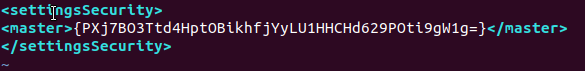 <settingsSecurity>
<master>{PXj7BO3Ttd4HptOBikhfjYyLU1HHCHd629POti9gW1g=}</master>
</settingsSecurity>
~